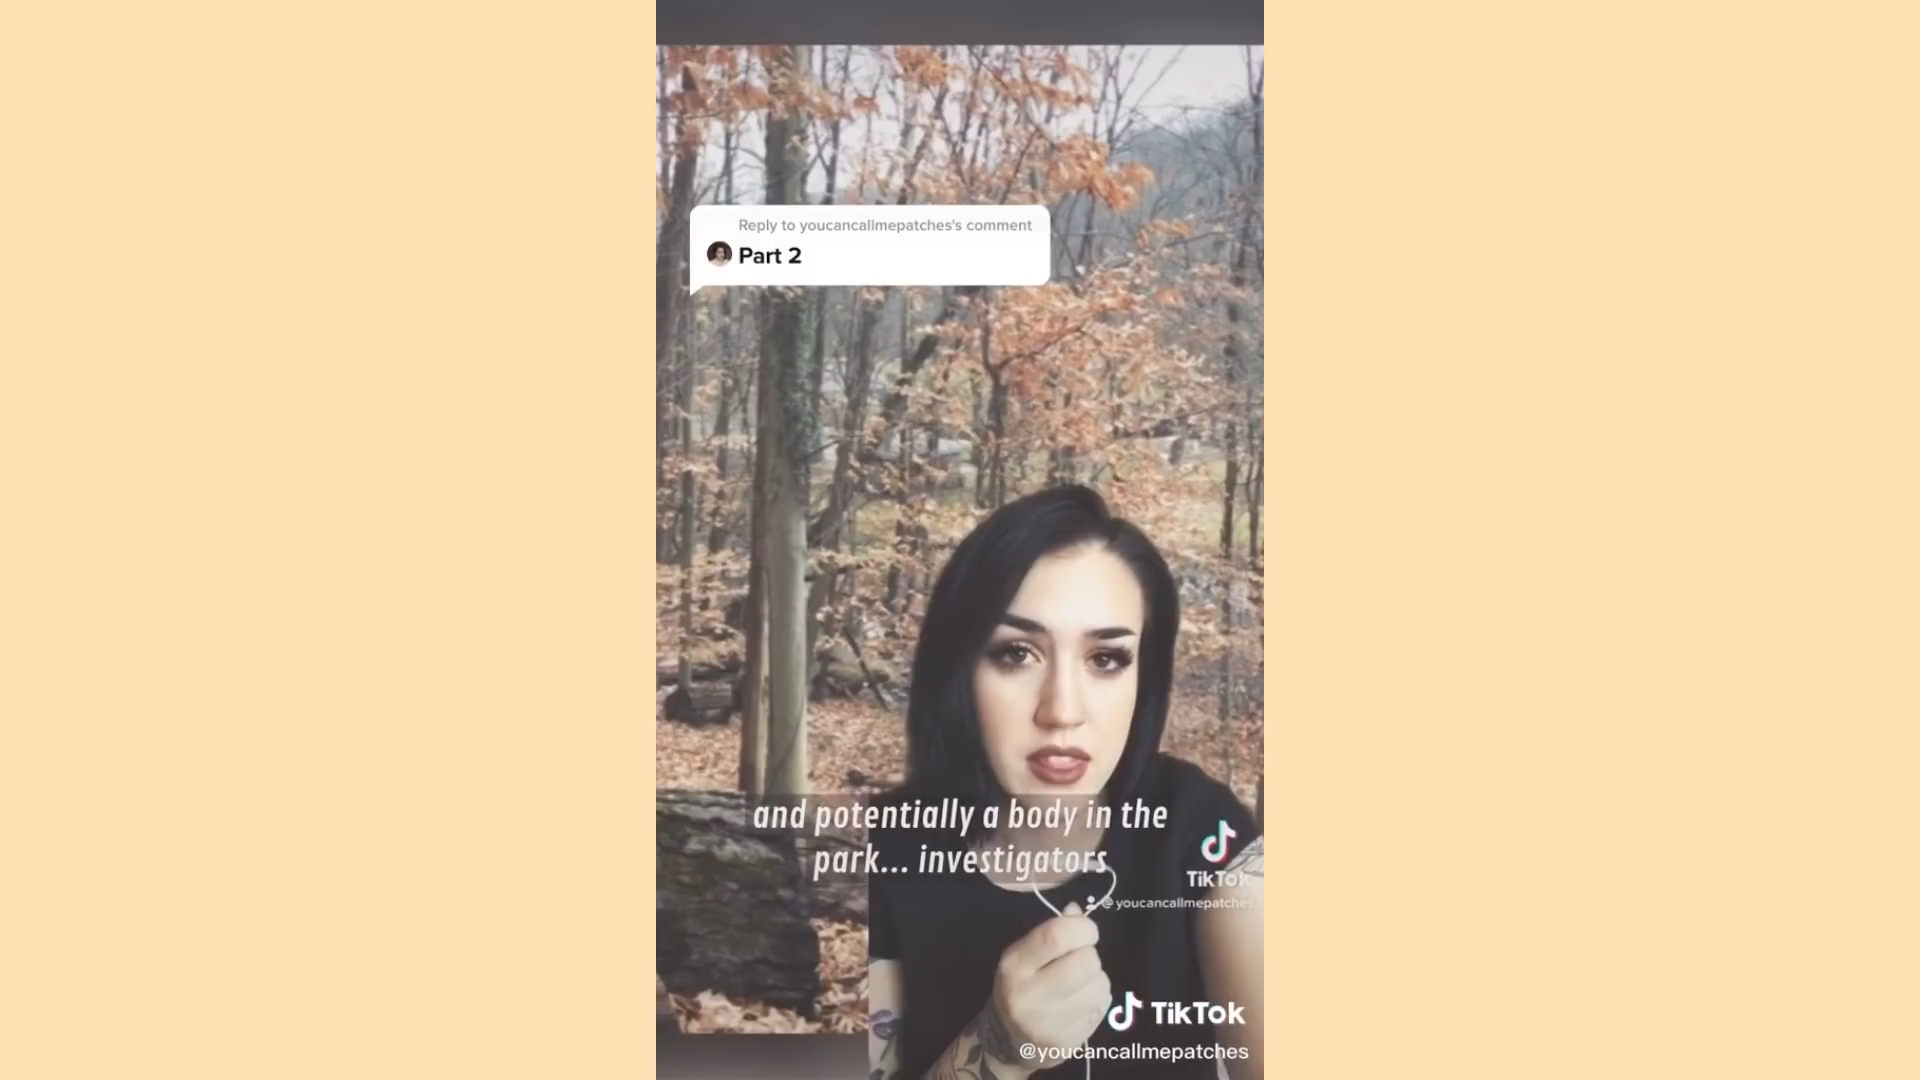 Reply to youcancallmepatches's comment
Part 2
and potentially a body in the
park... investigators
TikTok
@youcancallmepatches
TikTok
@youcancallmepatches